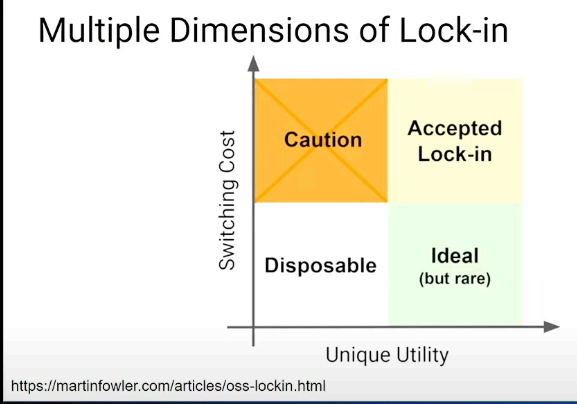 Multiple Dimensions of Lock-in
Switching Cost
Caution
Accepted
Lock-in
Disposable
Ideal
(but rare)
Unique Utility
https://martinfowler.com/articles/oss-lockin.html